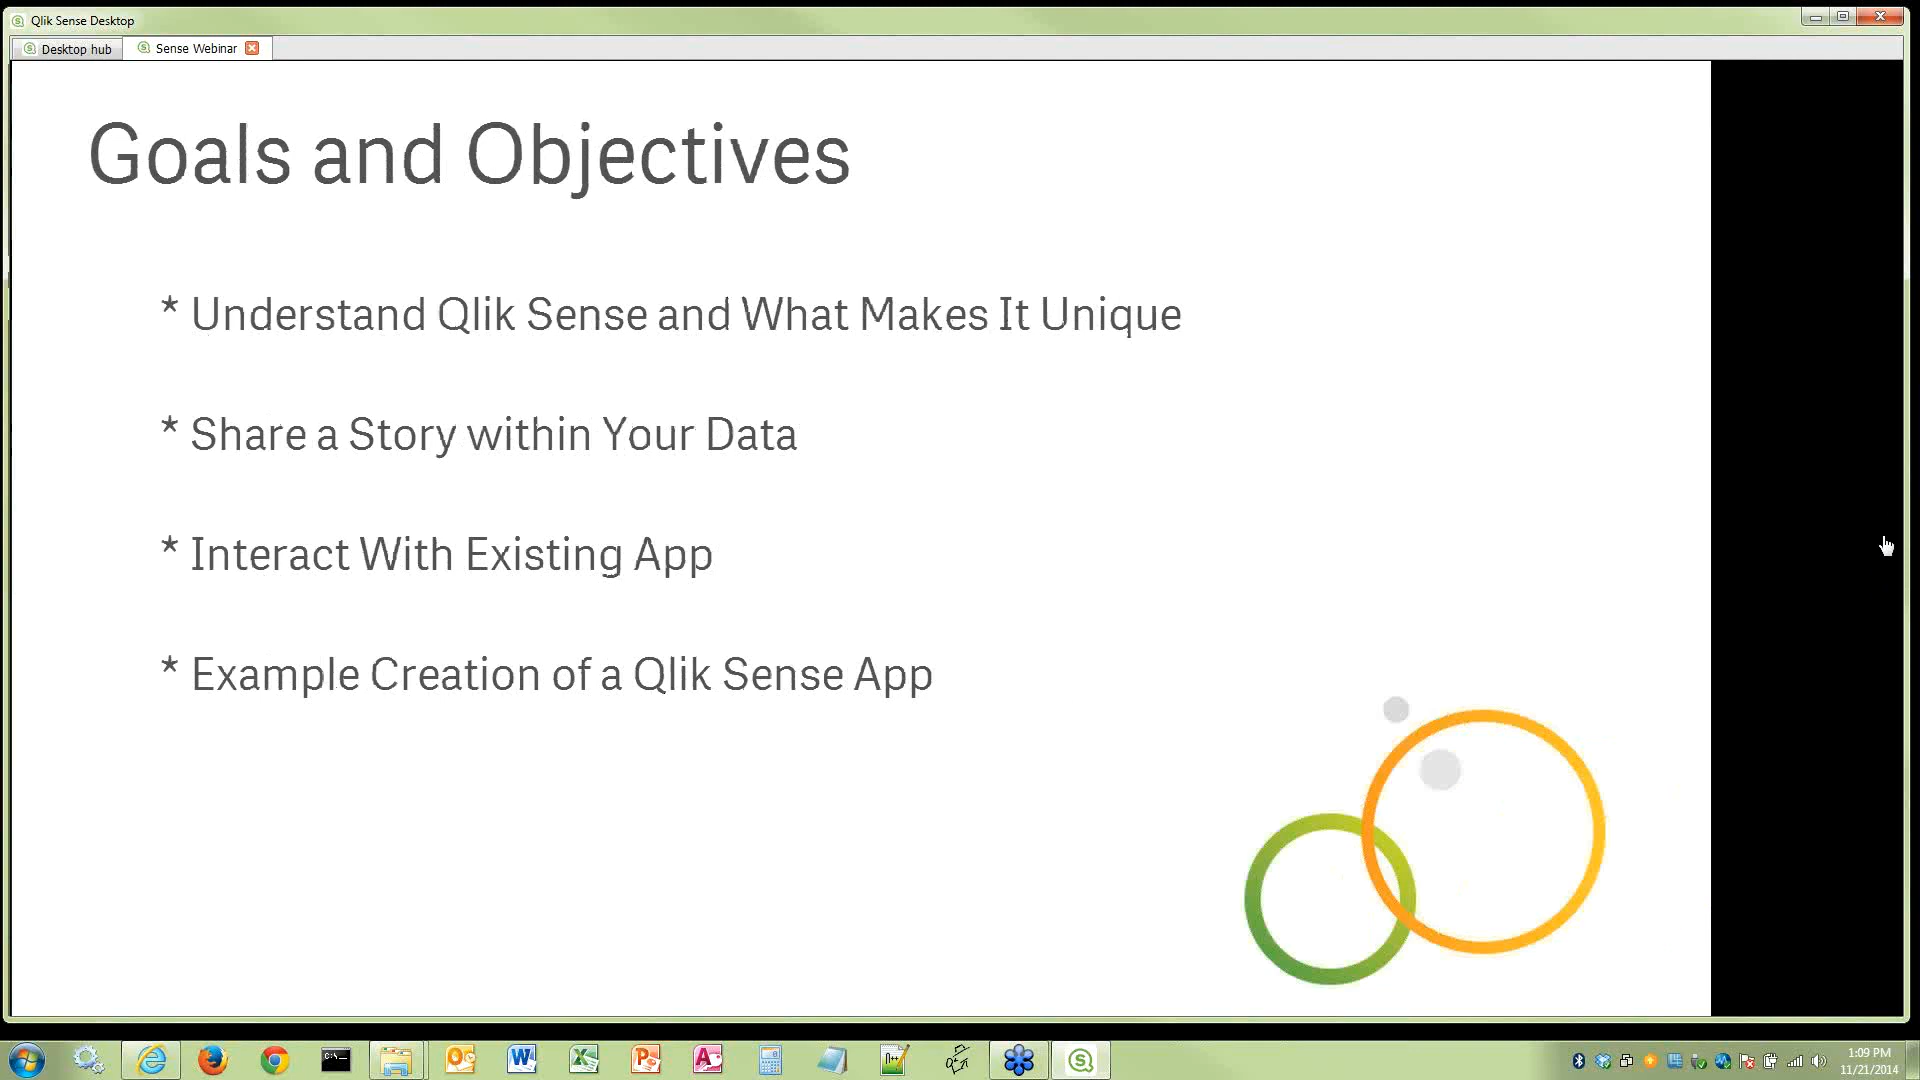 Qlik Sense Desktop
Desktop hub
Sense Webinar
Goals and Objectives
* Understand Qlik Sense and What Makes It Unique
* Share a Story within Your Data
* Interact With Existing App
* Example Creation of a Qlik Sense App
1:09 PM
11/21/2014